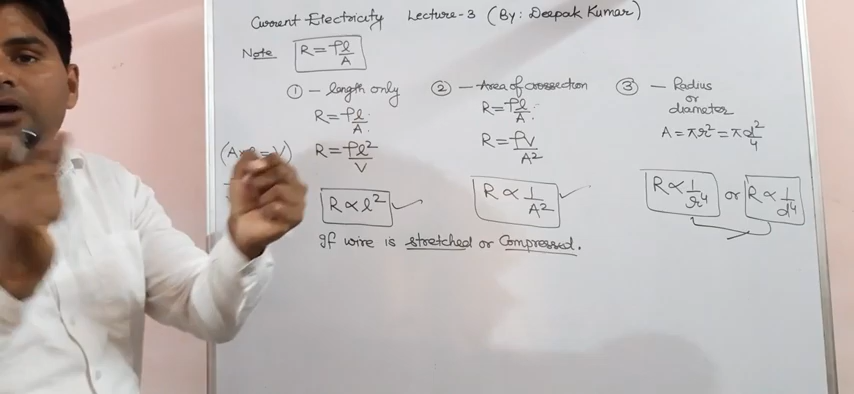 Current Electricity Lecture-3 (By: Deepak Kumar)
Note R = ρl/A
① – length only
R = ρl/A
(A×l = V) R = ρl²/V
R ∝ l²
② – Area of crossection
R = ρl/A
R = ρV/A²
R ∝ 1/A²
③ – Radius
or
diameter
A = πr² = πd²/4
R ∝ 1/r⁴ or R ∝ 1/d⁴
If wire is stretched or Compressed.